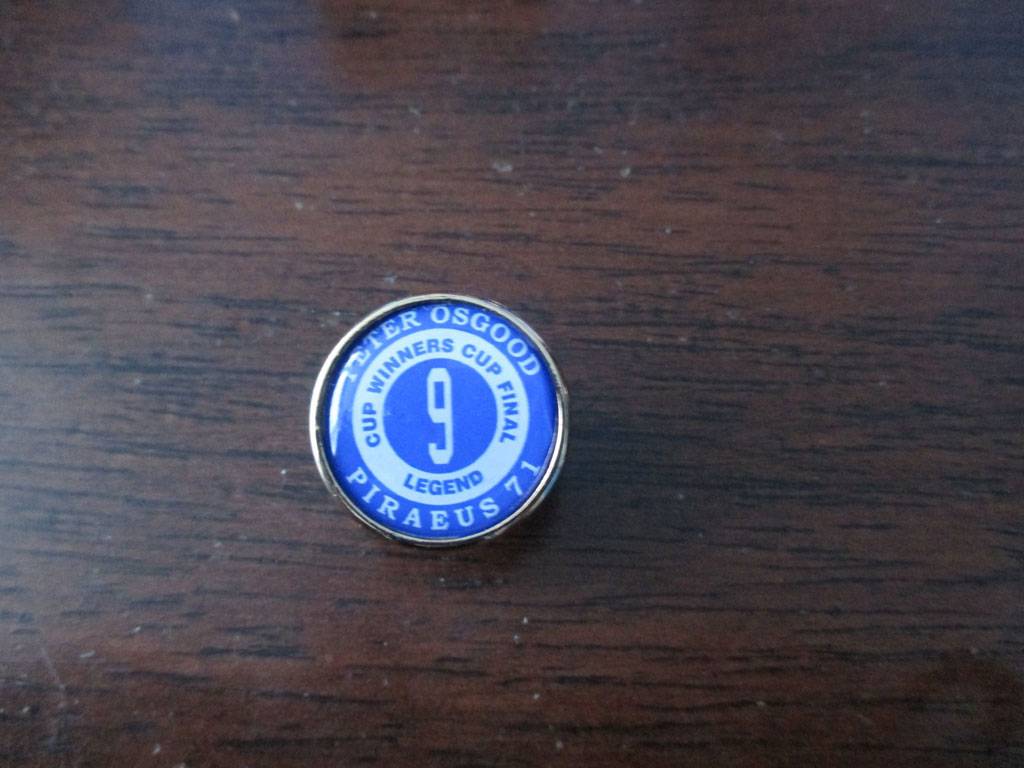 PETER OSGOOD
CUP WINNERS CUP FINAL
9
LEGEND
PIRAEUS 71